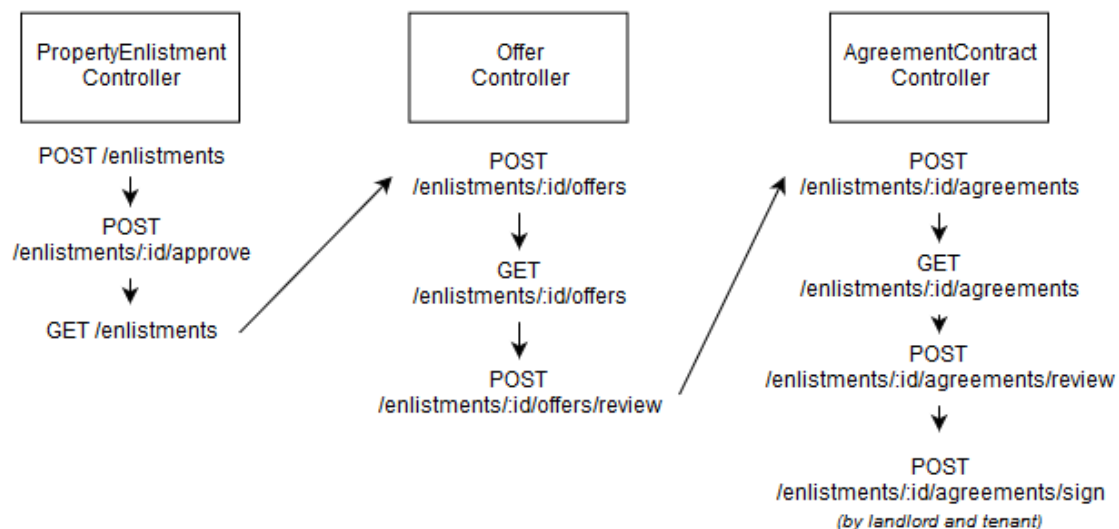 PropertyEnlistment
Controller
POST /enlistments
POST
/enlistments/:id/approve
GET /enlistments
Offer
Controller
POST
/enlistments/:id/offers
GET
/enlistments/:id/offers
POST
/enlistments/:id/offers/review
AgreementContract
Controller
POST
/enlistments/:id/agreements
GET
/enlistments/:id/agreements
POST
/enlistments/:id/agreements/review
POST
/enlistments/:id/agreements/sign
(by landlord and tenant)